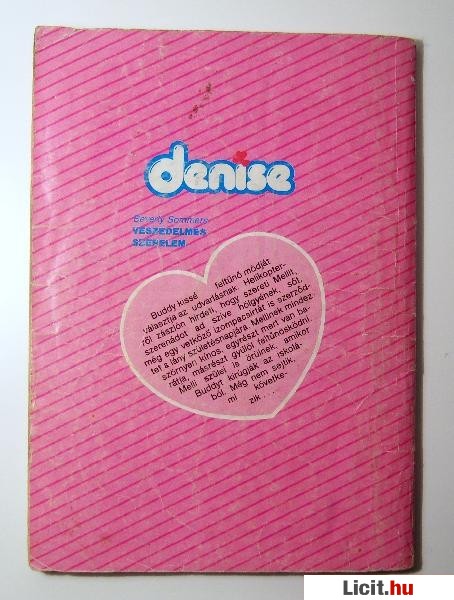 denise
Beverly Sommers
VESZEDELMES
SZERELEM
Buddy kissé feltűnő módját
választja az udvarlásnak. Helikopter-
ről zászlón hirdeti, hogy szereti Mellit,
szerenádot ad szíve hölgyének, sőt,
még egy vetkőző izompacsirtát is szerződ-
tet a lány születésnapjára. Mellinek mindez
szörnyen kínos, egyrészt mert van ba-
rátja, másrészt gyűlöl feltűnősködni.
Melli szülei is örülnek, amikor
Buddyt kirúgják az iskolá-
ból. Még nem sejtik,
mi követke-
zik . . .
Licit.hu